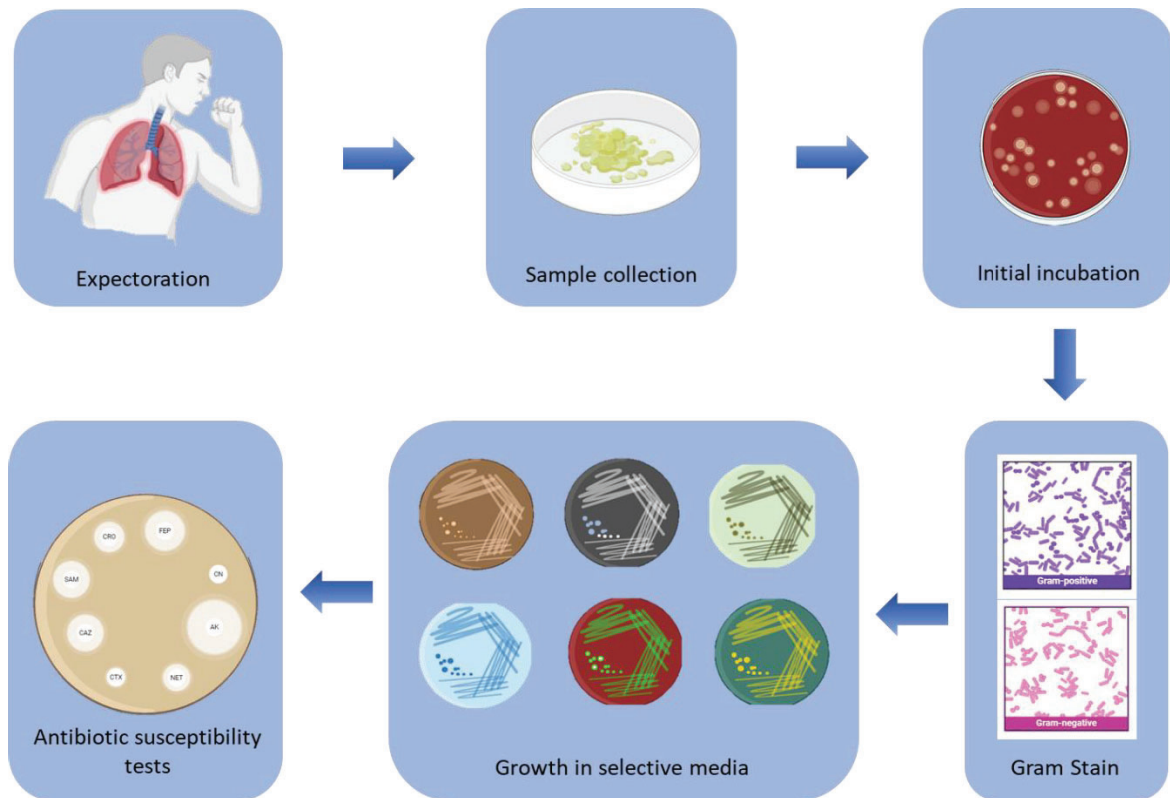 Expectoration
Sample collection
Initial incubation
Gram-positive
Gram-negative
Gram Stain
Growth in selective media
CRO
FEP
SAM
CN
CAZ
AK
CTX
NET
Antibiotic susceptibility
tests